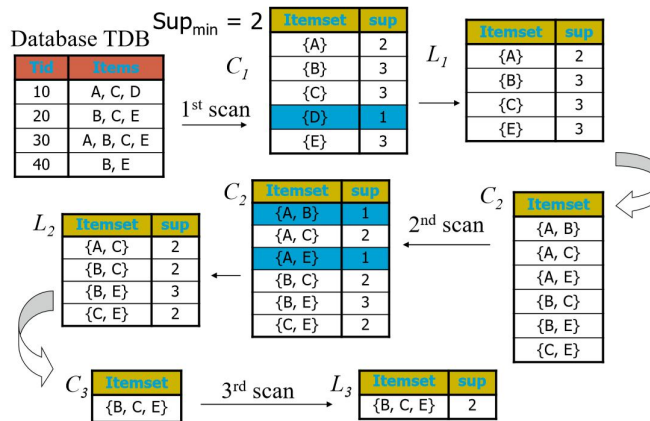 Sup_min = 2
Database TDB
Tid Items
10 A, C, D
20 B, C, E
30 A, B, C, E
40 B, E
1st scan
C1
Itemset sup
{A} 2
{B} 3
{C} 3
{D} 1
{E} 3
L1
Itemset sup
{A} 2
{B} 3
{C} 3
{E} 3
C2
Itemset
{A, B}
{A, C}
{A, E}
{B, C}
{B, E}
{C, E}
2nd scan
C2
Itemset sup
{A, B} 1
{A, C} 2
{A, E} 1
{B, C} 2
{B, E} 3
{C, E} 2
L2
Itemset sup
{A, C} 2
{B, C} 2
{B, E} 3
{C, E} 2
C3
Itemset
{B, C, E}
3rd scan
L3
Itemset sup
{B, C, E} 2